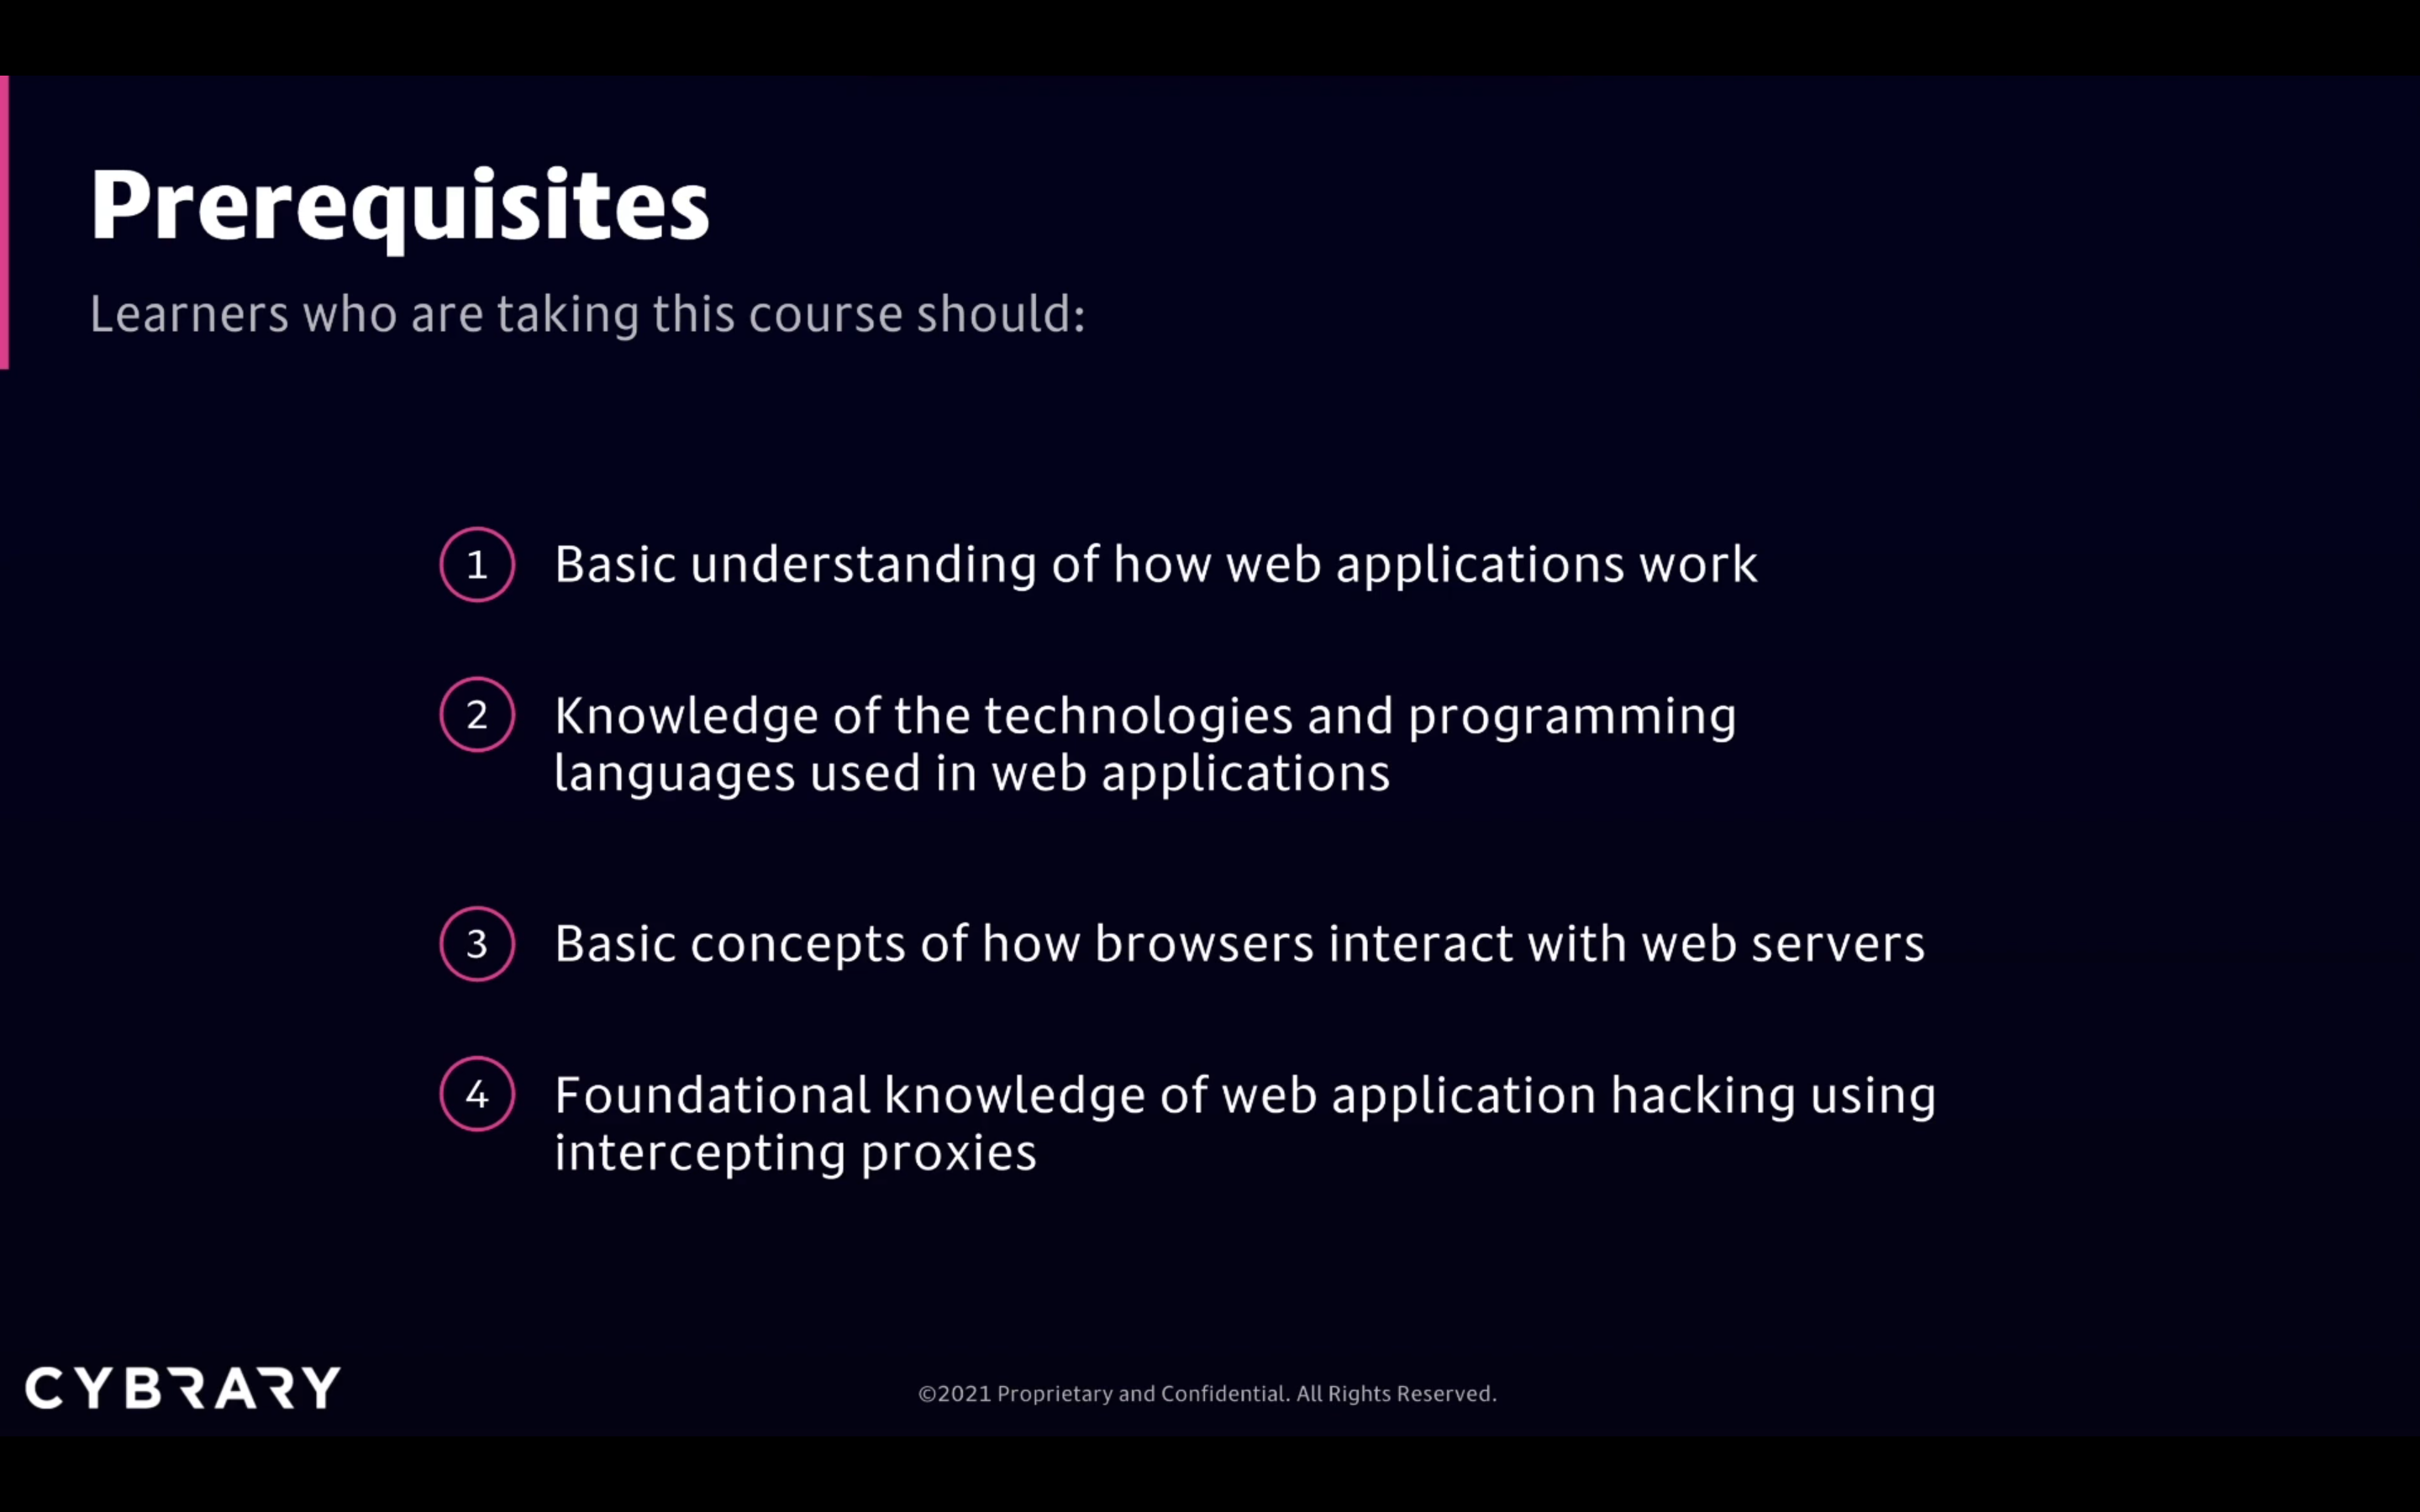 Prerequisites
Learners who are taking this course should:
1 Basic understanding of how web applications work
2 Knowledge of the technologies and programming
languages used in web applications
3 Basic concepts of how browsers interact with web servers
4 Foundational knowledge of web application hacking using
intercepting proxies
CYBRARY
©2021 Proprietary and Confidential. All Rights Reserved.